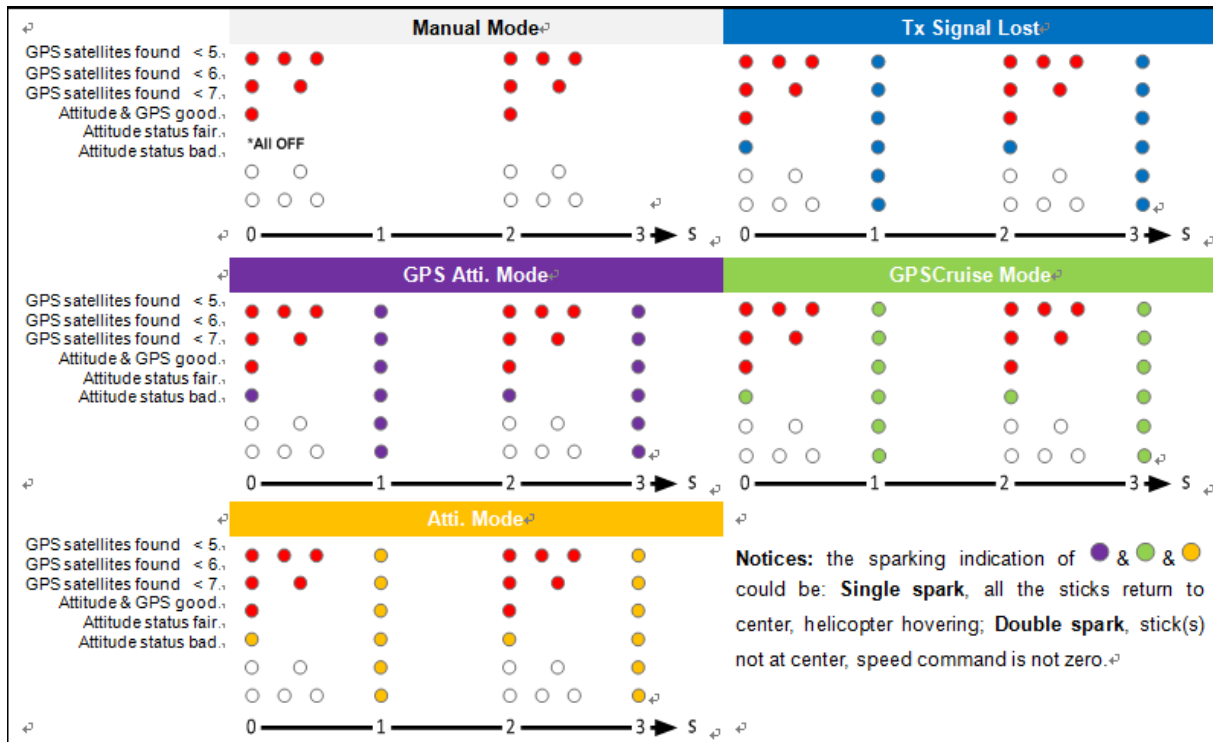 Manual Mode
Tx Signal Lost
GPS satellites found < 5.
GPS satellites found < 6.
GPS satellites found < 7.
Attitude & GPS good.
Attitude status fair.
Attitude status bad.
*All OFF
0 1 2 3 S
0 1 2 3 S
GPS Atti. Mode
GPSCruise Mode
GPS satellites found < 5.
GPS satellites found < 6.
GPS satellites found < 7.
Attitude & GPS good.
Attitude status fair.
Attitude status bad.
0 1 2 3 S
0 1 2 3 S
Atti. Mode
GPS satellites found < 5.
GPS satellites found < 6.
GPS satellites found < 7.
Attitude & GPS good.
Attitude status fair.
Attitude status bad.
0 1 2 3 S
Notices: the sparking indication of & &
could be: Single spark, all the sticks return to
center, helicopter hovering; Double spark, stick(s)
not at center, speed command is not zero.